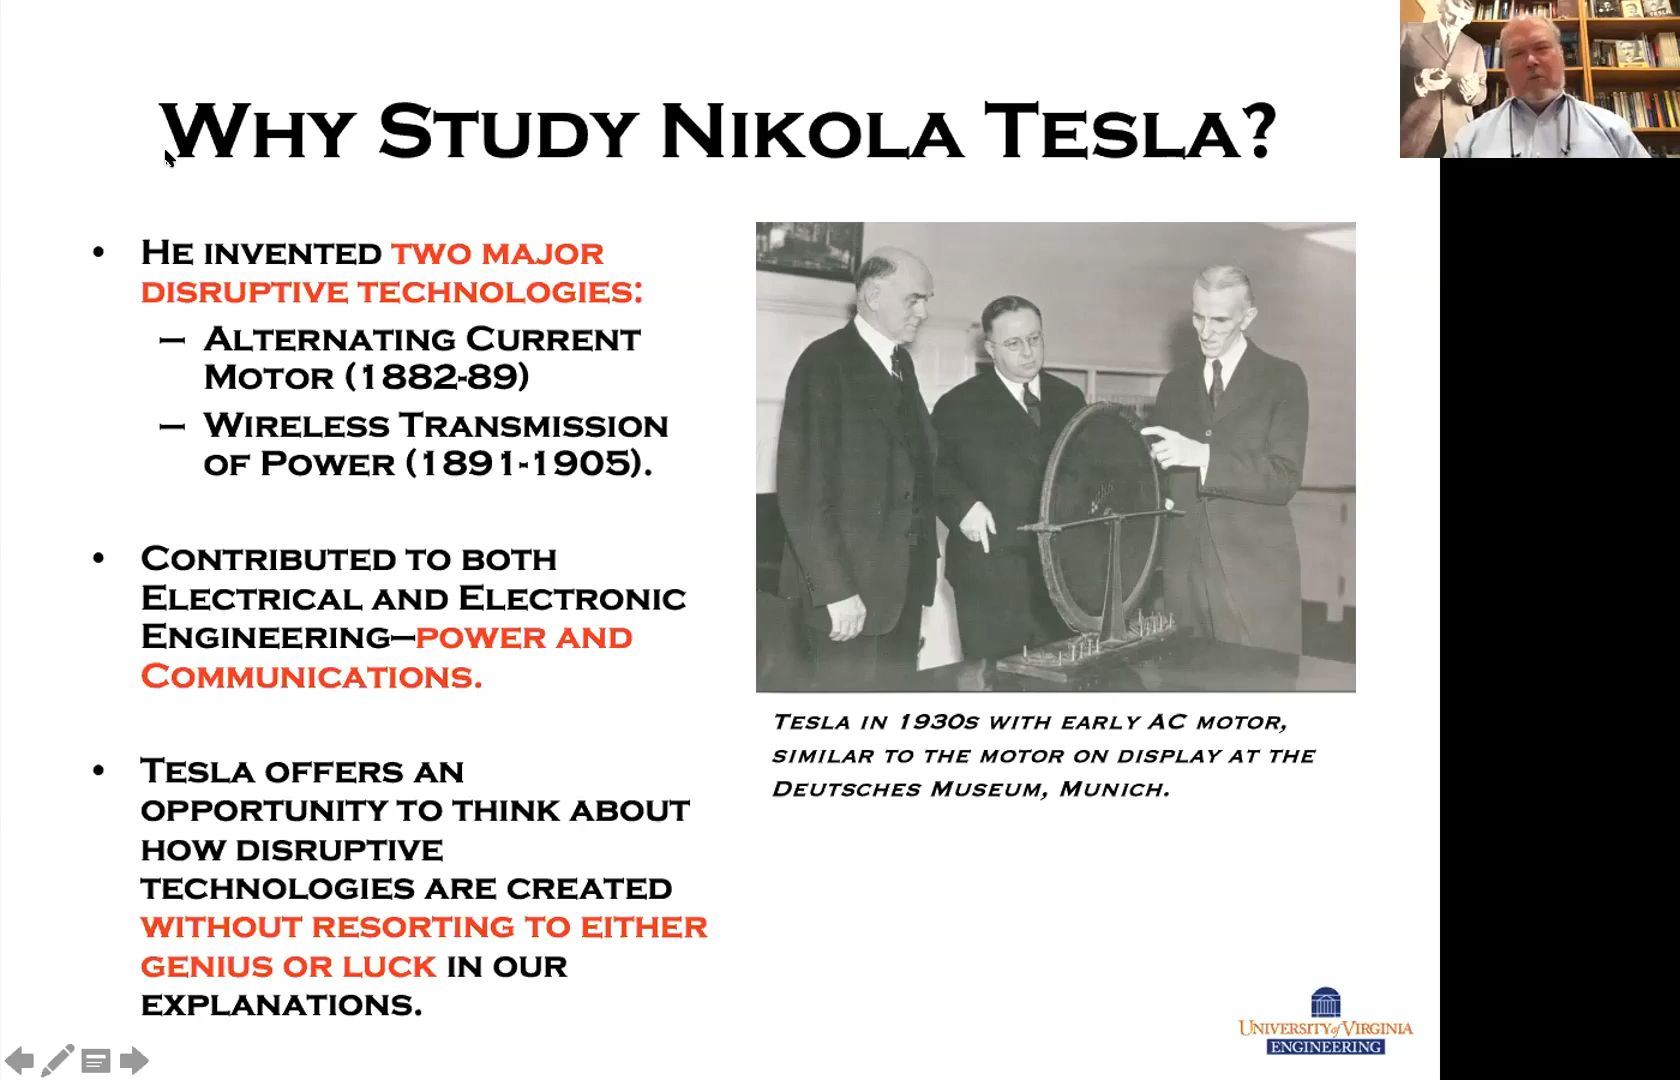 WHY STUDY NIKOLA TESLA?
• HE INVENTED TWO MAJOR
DISRUPTIVE TECHNOLOGIES:
– ALTERNATING CURRENT
MOTOR (1882-89)
– WIRELESS TRANSMISSION
OF POWER (1891-1905).
• CONTRIBUTED TO BOTH
ELECTRICAL AND ELECTRONIC
ENGINEERING—POWER AND
COMMUNICATIONS.
• TESLA OFFERS AN
OPPORTUNITY TO THINK ABOUT
HOW DISRUPTIVE
TECHNOLOGIES ARE CREATED
WITHOUT RESORTING TO EITHER
GENIUS OR LUCK IN OUR
EXPLANATIONS.
TESLA IN 1930S WITH EARLY AC MOTOR,
SIMILAR TO THE MOTOR ON DISPLAY AT THE
DEUTSCHES MUSEUM, MUNICH.
UNIVERSITY of VIRGINIA
ENGINEERING